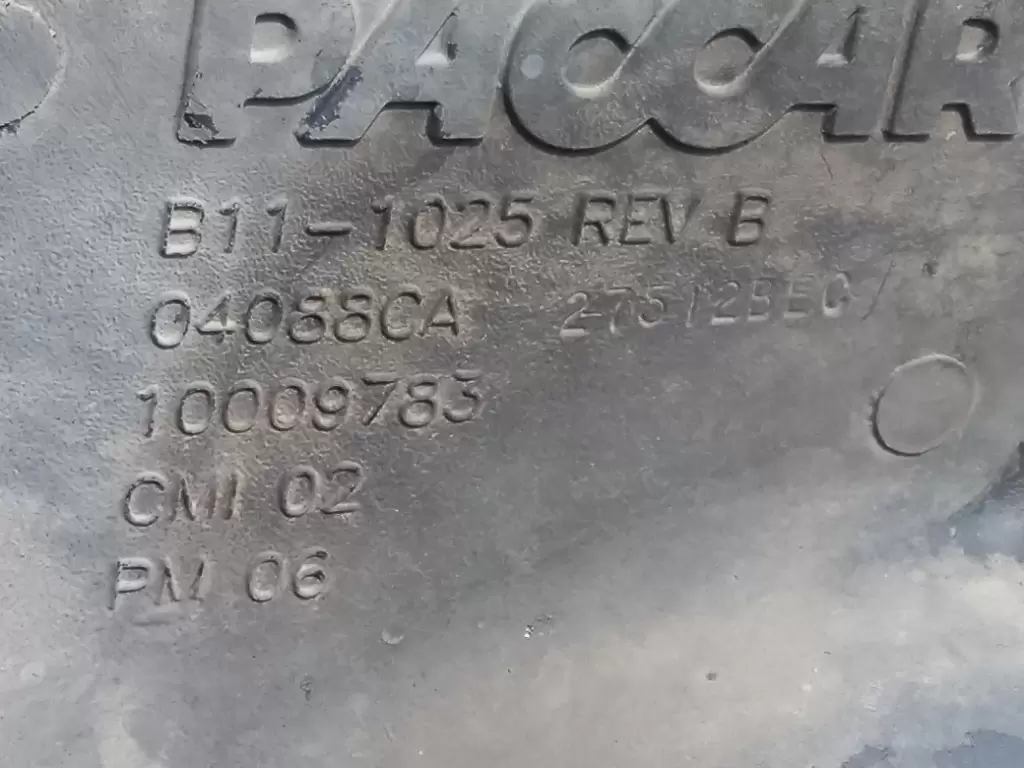 PACCAR
B11-1025 REV B
04088CA
10009783
CMI 02
PM 06